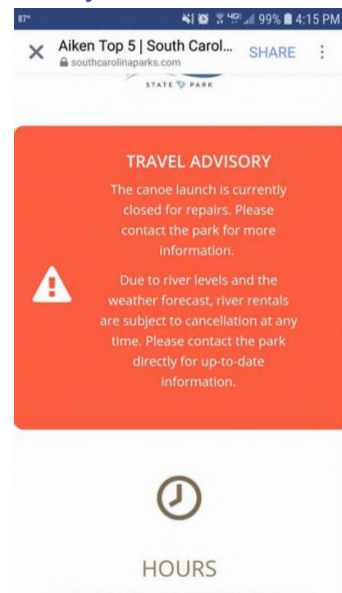 87° 99% 4:15 PM
Aiken Top 5 | South Carol... SHARE
southcarolinaparks.com
STATE PARK
TRAVEL ADVISORY
The canoe launch is currently
closed for repairs. Please
contact the park for more
information.
Due to river levels and the
weather forecast, river rentals
are subject to cancellation at any
time. Please contact the park
directly for up-to-date
information.
HOURS